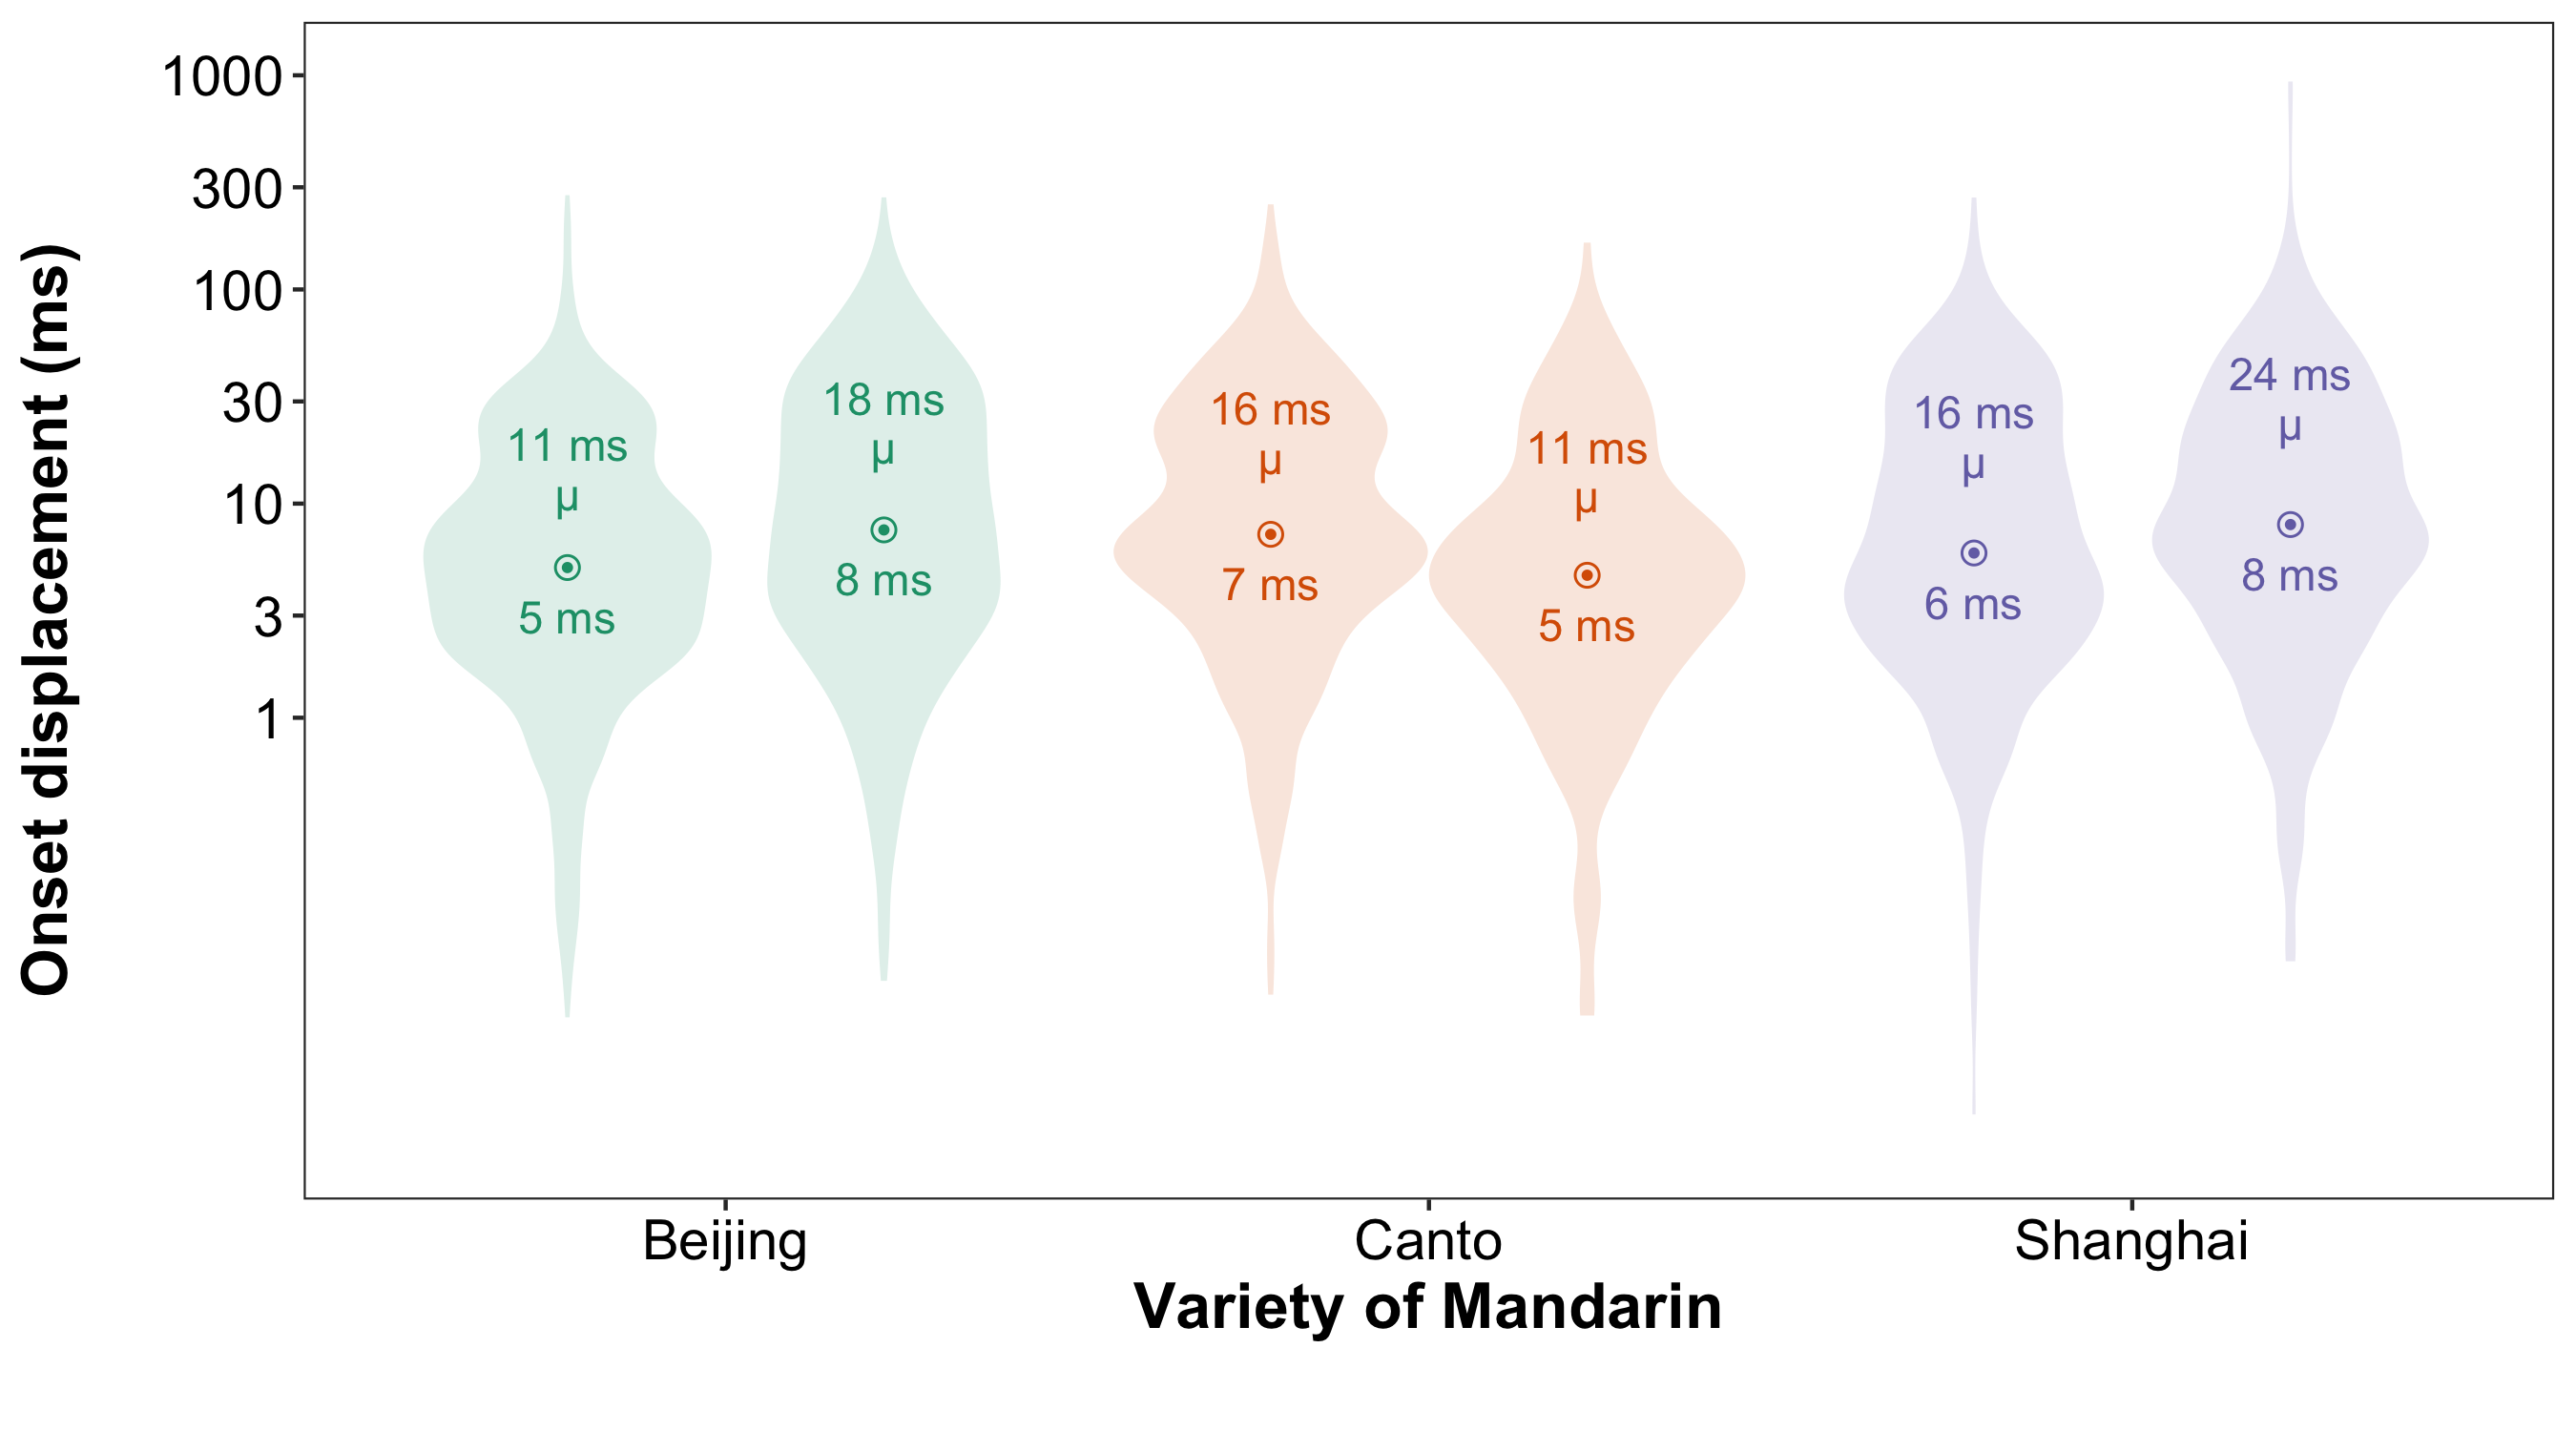 Onset displacement (ms)
1000
300
100
30
10
3
1
11 ms
µ
5 ms
18 ms
µ
8 ms
16 ms
µ
7 ms
11 ms
µ
5 ms
16 ms
µ
6 ms
24 ms
µ
8 ms
Beijing
Canto
Shanghai
Variety of Mandarin